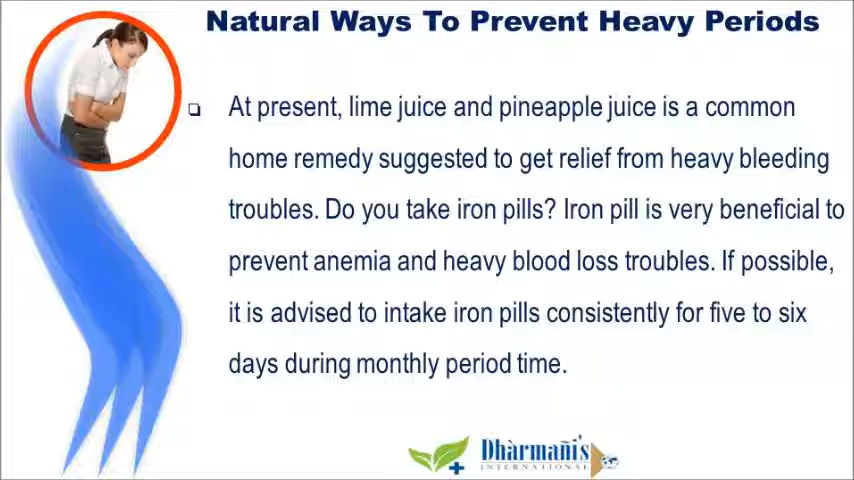 Natural Ways To Prevent Heavy Periods
❑ At present, lime juice and pineapple juice is a common
home remedy suggested to get relief from heavy bleeding
troubles. Do you take iron pills? Iron pill is very beneficial to
prevent anemia and heavy blood loss troubles. If possible,
it is advised to intake iron pills consistently for five to six
days during monthly period time.
Dhàrmañi's
INTERNATIONAL